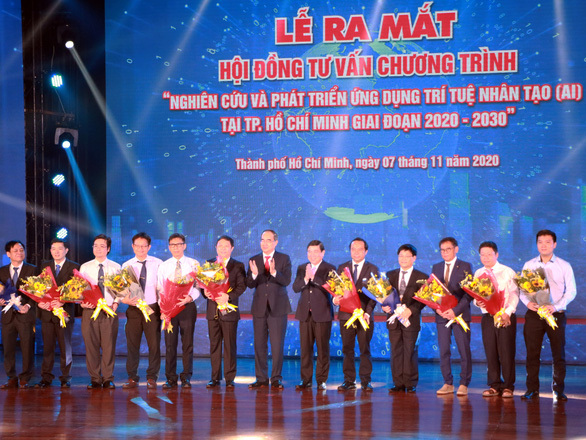 LỄ RA MẮT
HỘI ĐỒNG TƯ VẤN CHƯƠNG TRÌNH
“NGHIÊN CỨU VÀ PHÁT TRIỂN ỨNG DỤNG TRÍ TUỆ NHÂN TẠO (AI)
TẠI TP. HỒ CHÍ MINH GIAI ĐOẠN 2020 - 2030”
Thành phố Hồ Chí Minh, ngày 07 tháng 11 năm 2020